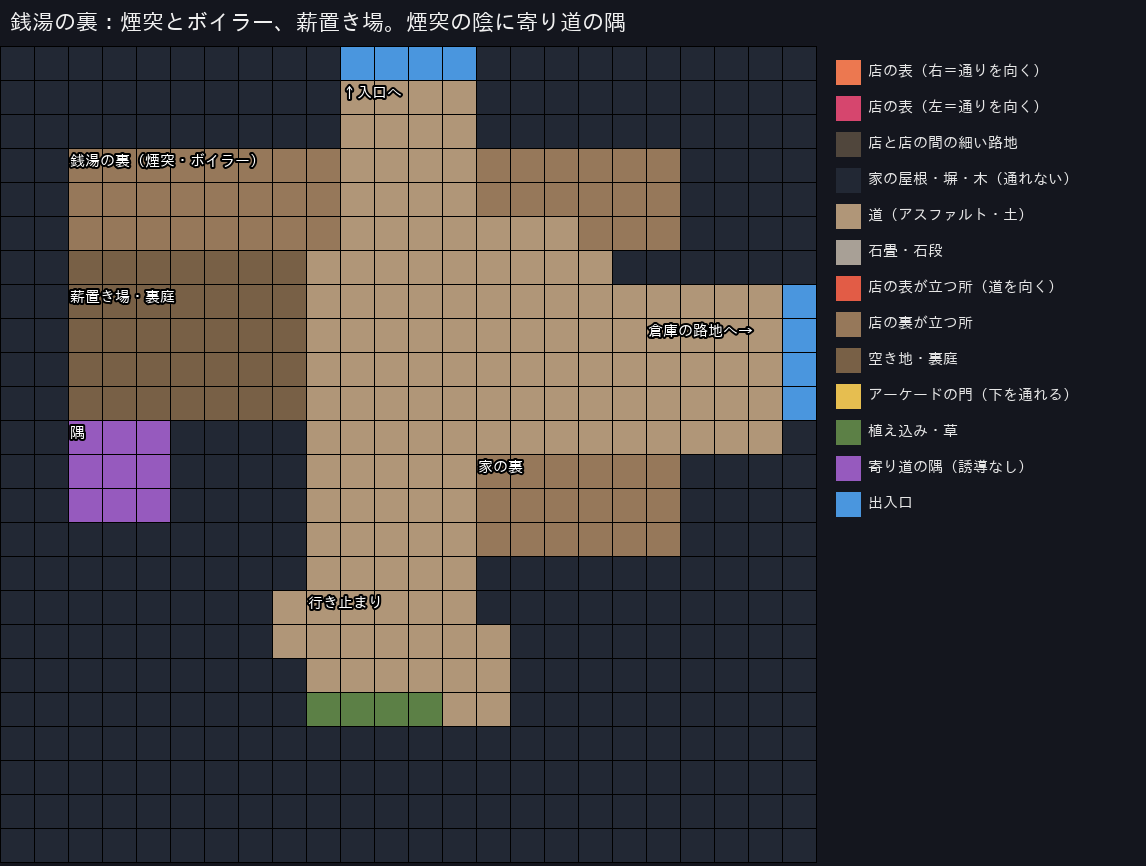 銭湯の裏：煙突とボイラー、薪置き場。煙突の陰に寄り道の隅
↑入口へ
銭湯の裏（煙突・ボイラー）
薪置き場・裏庭
倉庫の路地へ→
隅
家の裏
行き止まり
店の表（右＝通りを向く）
店の表（左＝通りを向く）
店と店の間の細い路地
家の屋根・塀・木（通れない）
道（アスファルト・土）
石畳・石段
店の表が立つ所（道を向く）
店の裏が立つ所
空き地・裏庭
アーケードの門（下を通れる）
植え込み・草
寄り道の隅（誘導なし）
出入口